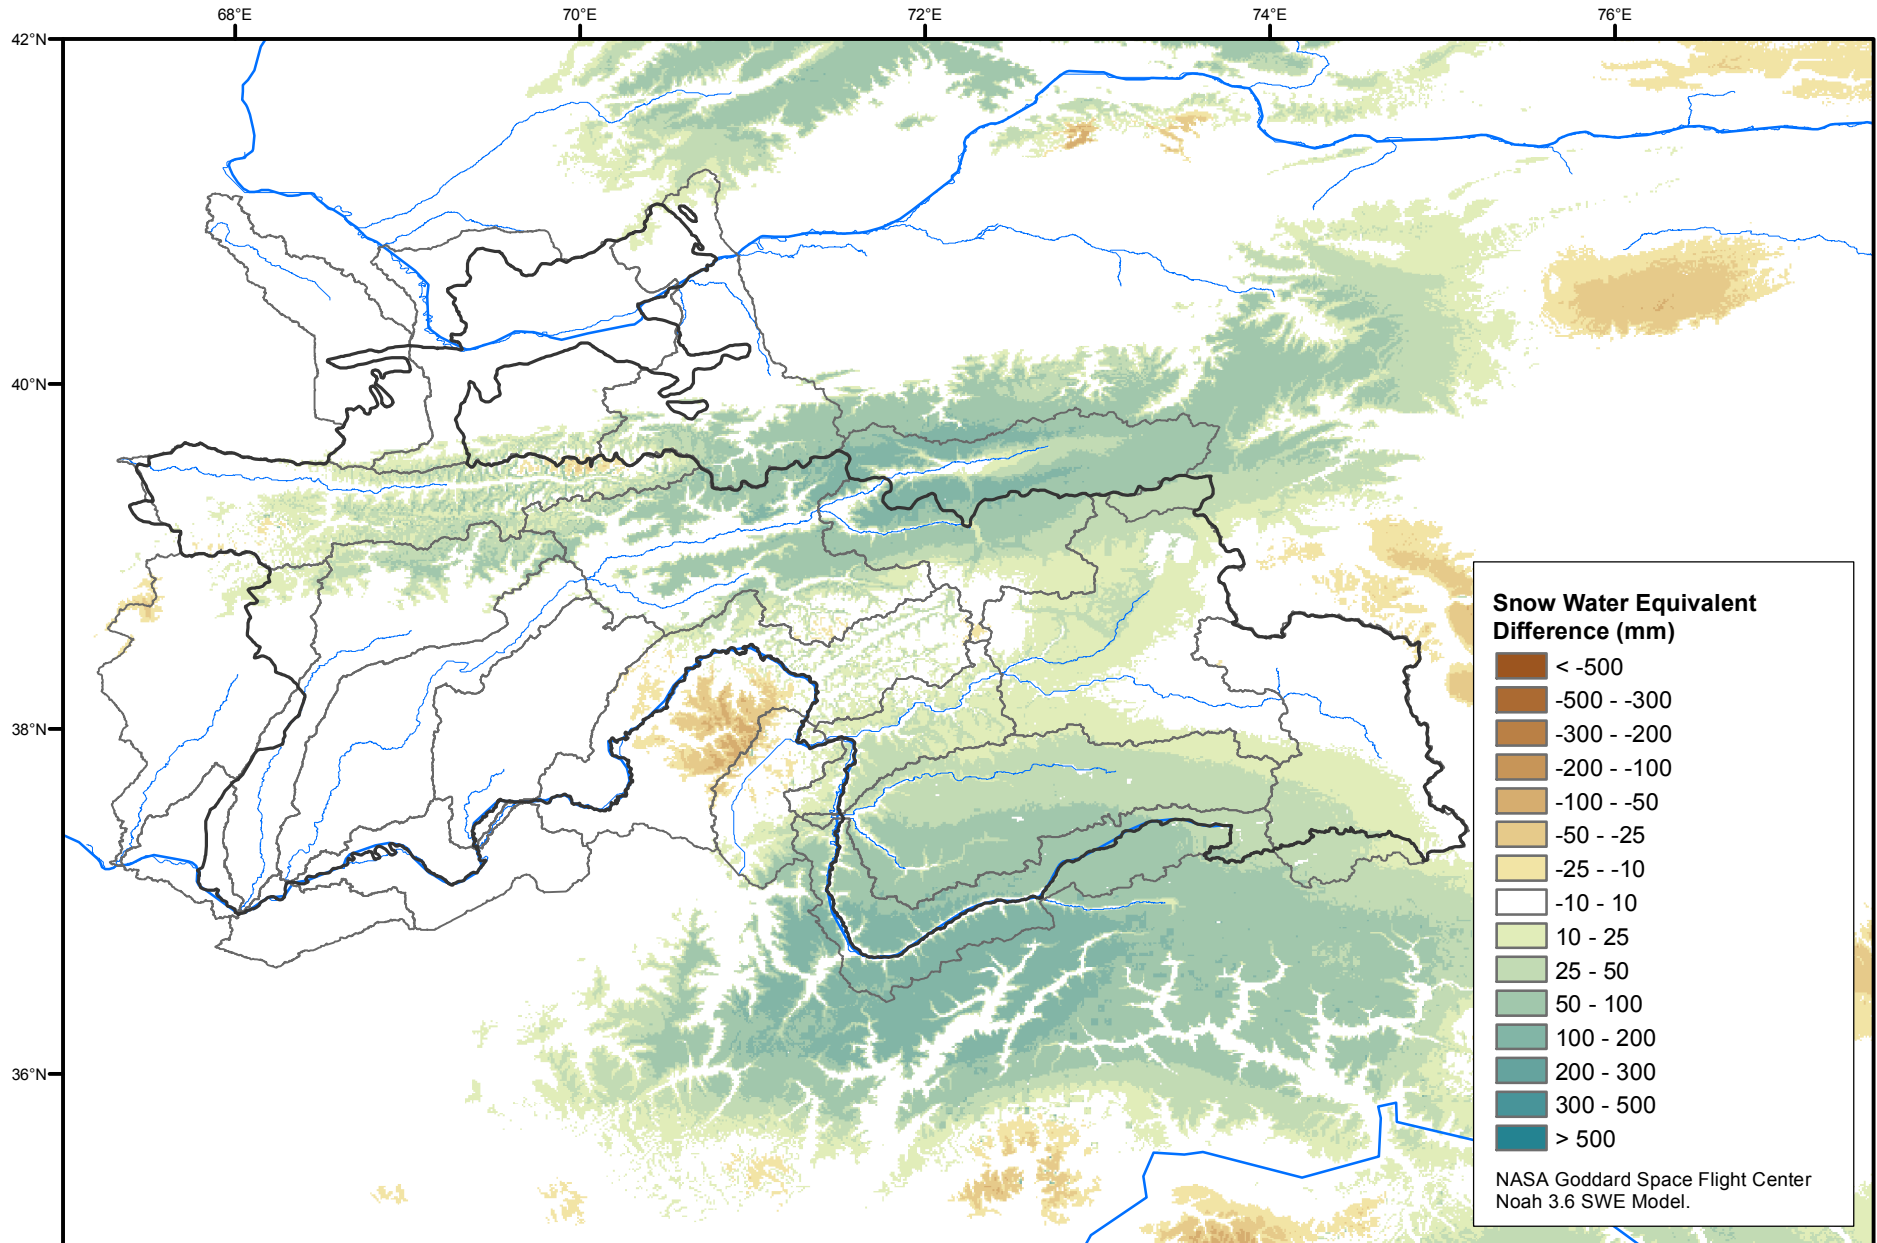 68°E 70°E 72°E 74°E 76°E
42°N
40°N
38°N
36°N
Snow Water Equivalent
Difference (mm)
< -500
-500 - -300
-300 - -200
-200 - -100
-100 - -50
-50 - -25
-25 - -10
-10 - 10
10 - 25
25 - 50
50 - 100
100 - 200
200 - 300
300 - 500
> 500
NASA Goddard Space Flight Center
Noah 3.6 SWE Model.